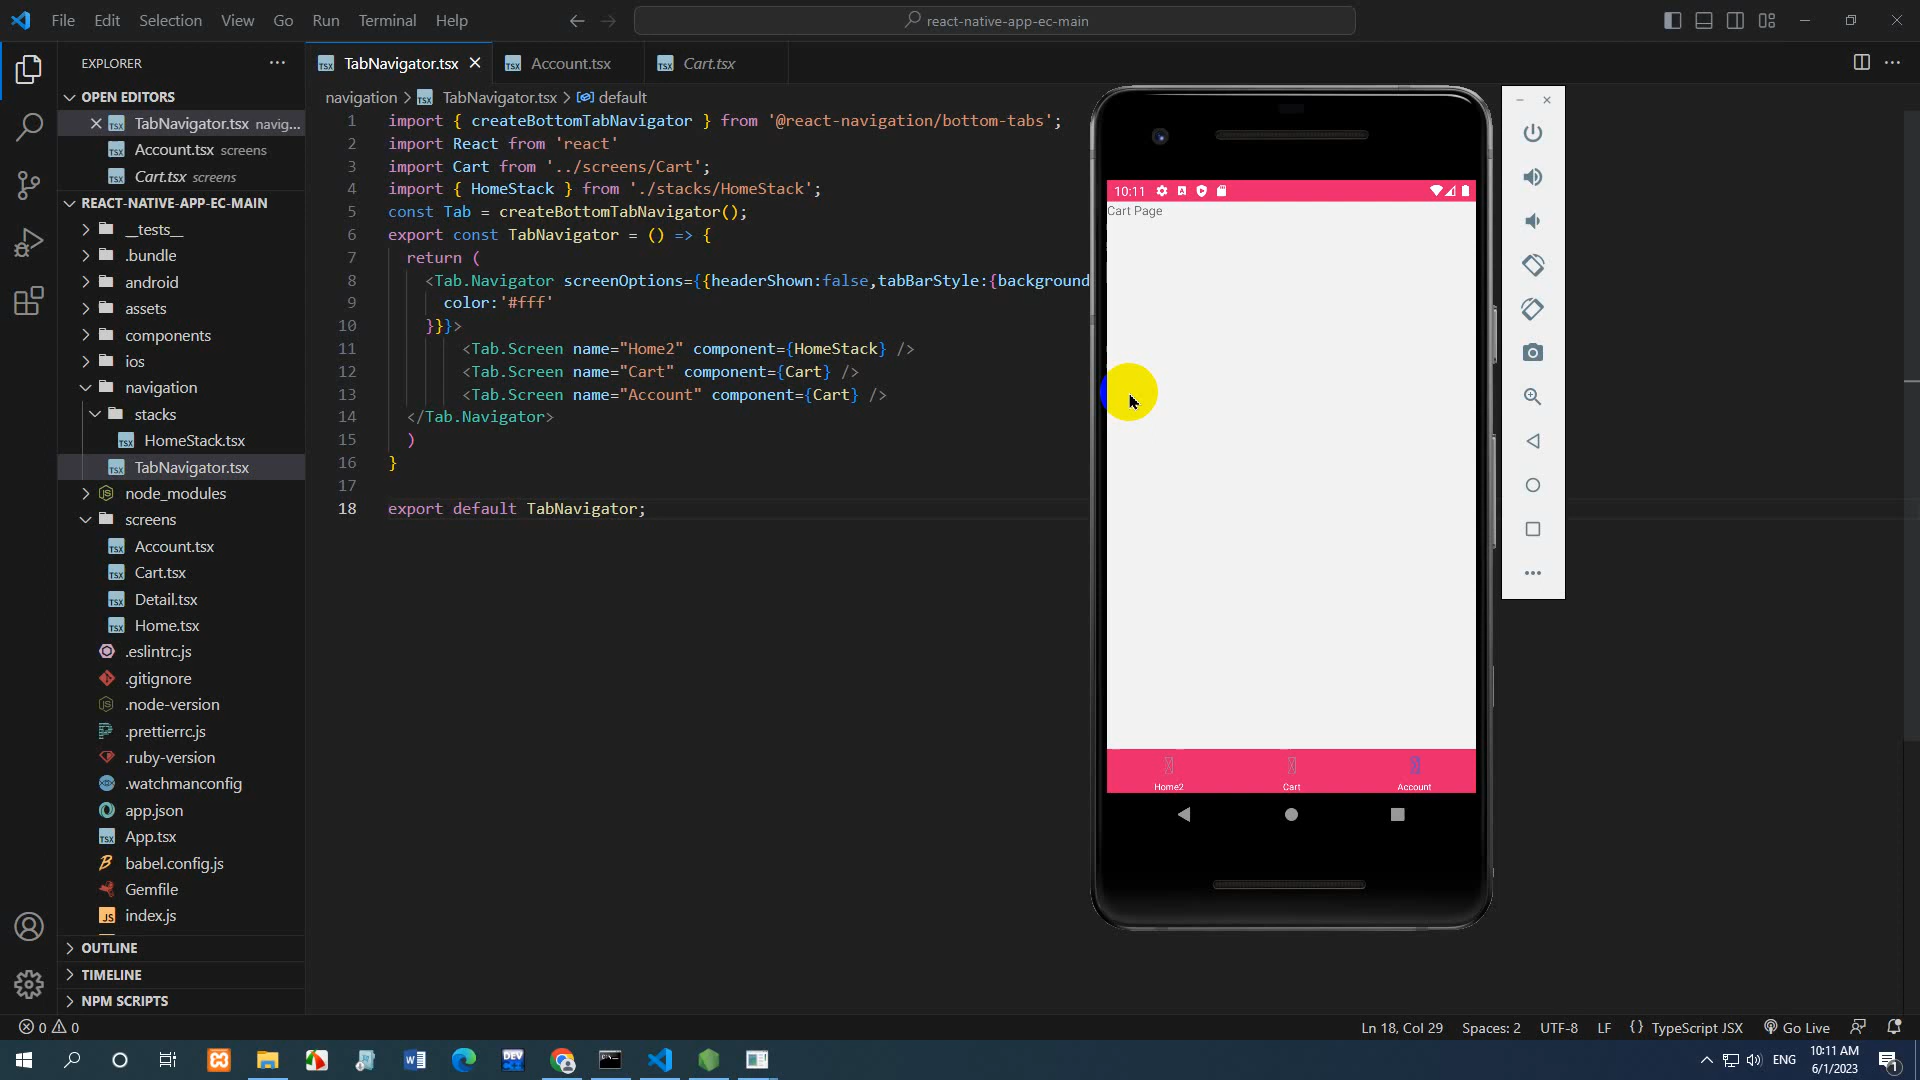 File Edit Selection View Go Run Terminal Help
react-native-app-ec-main
EXPLORER
OPEN EDITORS
TabNavigator.tsx navig...
Account.tsx screens
Cart.tsx screens
REACT-NATIVE-APP-EC-MAIN
__tests__
.bundle
android
assets
components
ios
navigation
stacks
HomeStack.tsx
TabNavigator.tsx
node_modules
screens
Account.tsx
Cart.tsx
Detail.tsx
Home.tsx
.eslintrc.js
.gitignore
.node-version
.prettierrc.js
.ruby-version
.watchmanconfig
app.json
App.tsx
babel.config.js
Gemfile
index.js
OUTLINE
TIMELINE
NPM SCRIPTS
TabNavigator.tsx Account.tsx Cart.tsx
navigation > TabNavigator.tsx > default
1 import { createBottomTabNavigator } from '@react-navigation/bottom-tabs';
2 import React from 'react'
3 import Cart from '../screens/Cart';
4 import { HomeStack } from './stacks/HomeStack';
5 const Tab = createBottomTabNavigator();
6 export const TabNavigator = () => {
7 return (
8 <Tab.Navigator screenOptions={{headerShown:false,tabBarStyle:{background
9 color:'#fff'
10 }}}>
11 <Tab.Screen name="Home2" component={HomeStack} />
12 <Tab.Screen name="Cart" component={Cart} />
13 <Tab.Screen name="Account" component={Cart} />
14 </Tab.Navigator>
15 )
16 }
17
18 export default TabNavigator;
10:11
Cart Page
Home2 Cart Account
0 0
Ln 18, Col 29 Spaces: 2 UTF-8 LF {} TypeScript JSX Go Live
DEV
ENG
10:11 AM
6/1/2023
1